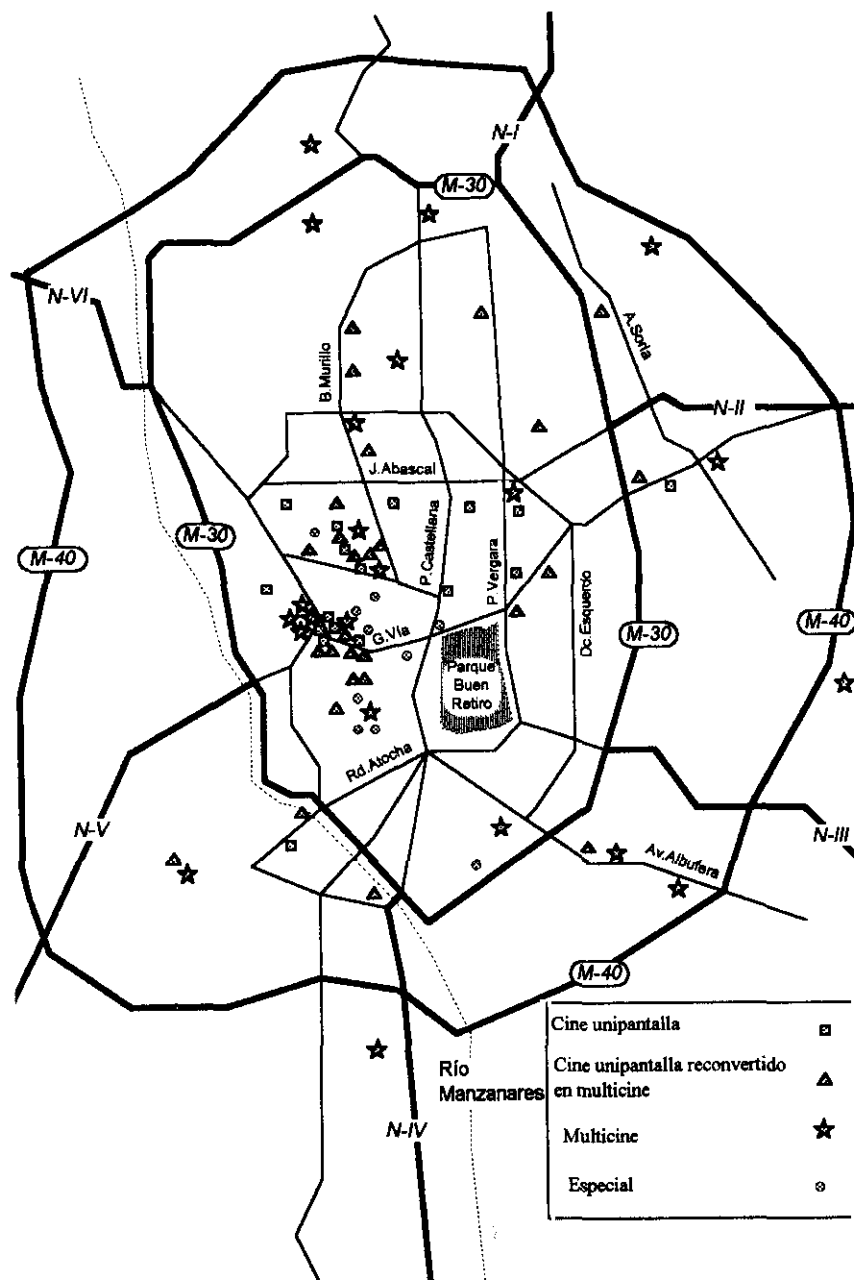 N-I
M-30
N-VI
A.Soria
B.Murillo
N-II
J.Abascal
P.Castellana
P.Vergara
M-40
M-30
Dc.Esquerdo
M-40
M-30
G.Vía
Parque
Buen
Retiro
Rd.Atocha
N-V
N-III
Av.Albufera
M-40
Río
Manzanares
N-IV
Cine unipantalla
Cine unipantalla reconvertido
en multicine
Multicine
Especial